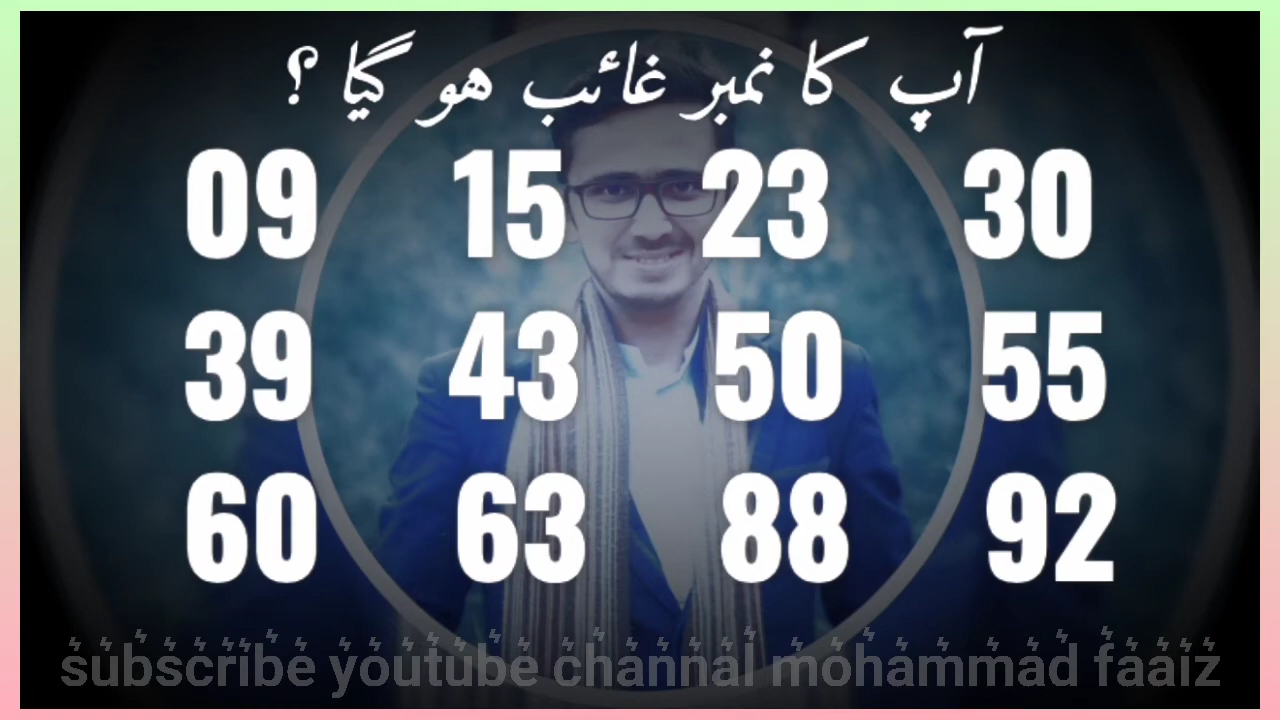 آپ کا نمبر غائب ہو گیا ؟
09 15 23 30
39 43 50 55
60 63 88 92
subscribe youtube channal mohammad faaiz